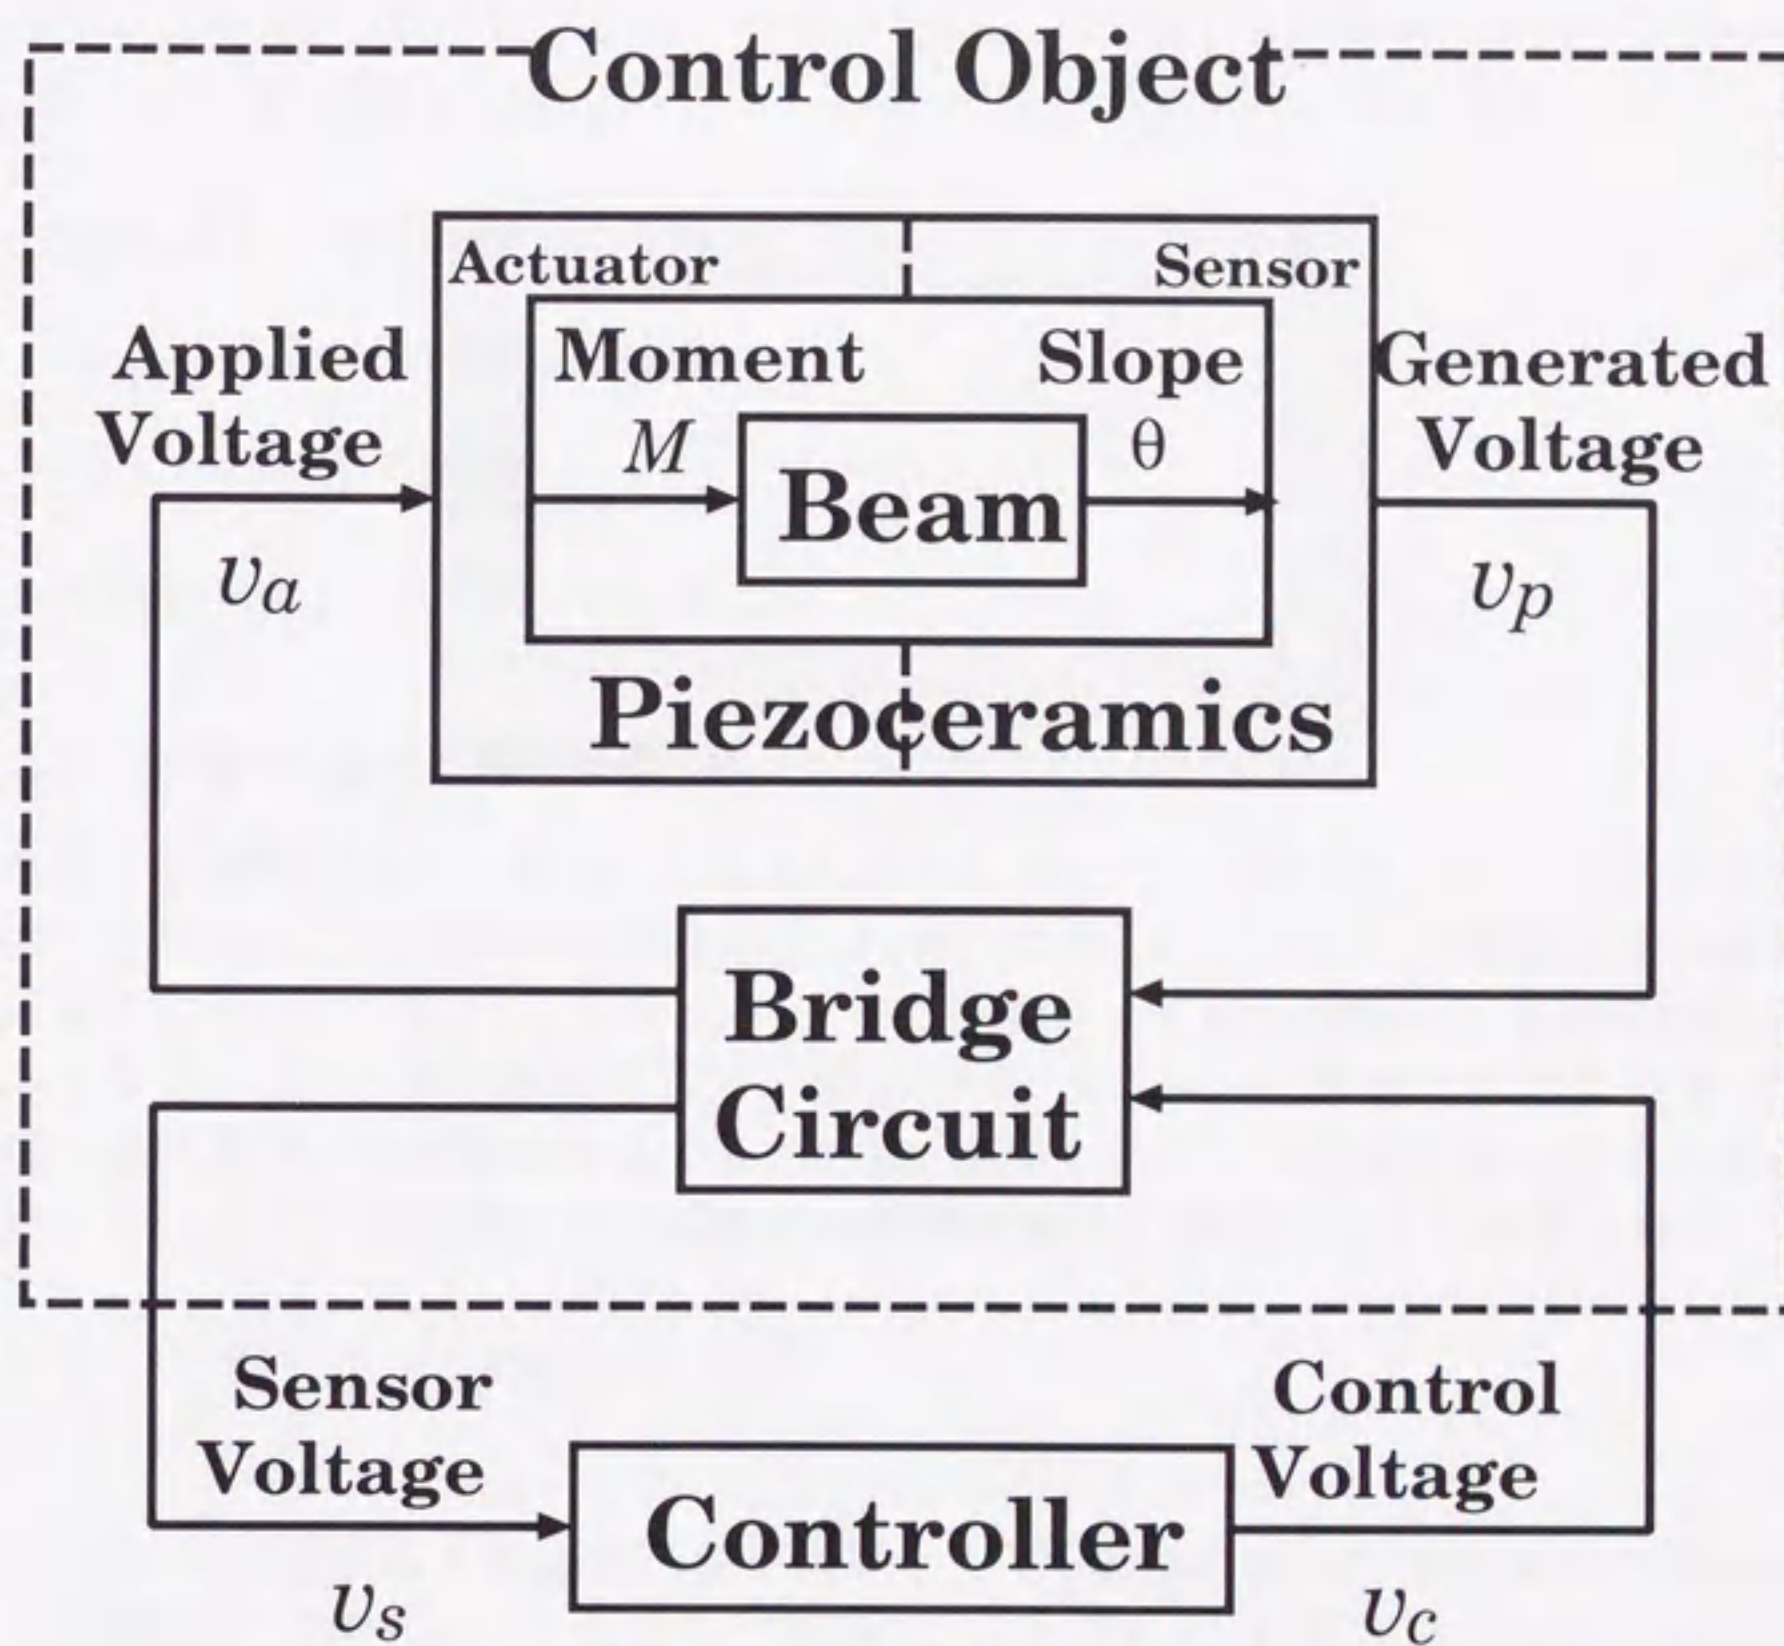 Control Object
Actuator
Sensor
Applied
Voltage
Moment
Slope
Generated
Voltage
M
θ
Beam
v_a
v_p
Piezoceramics
Bridge
Circuit
Sensor
Voltage
Control
Voltage
Controller
v_s
v_c